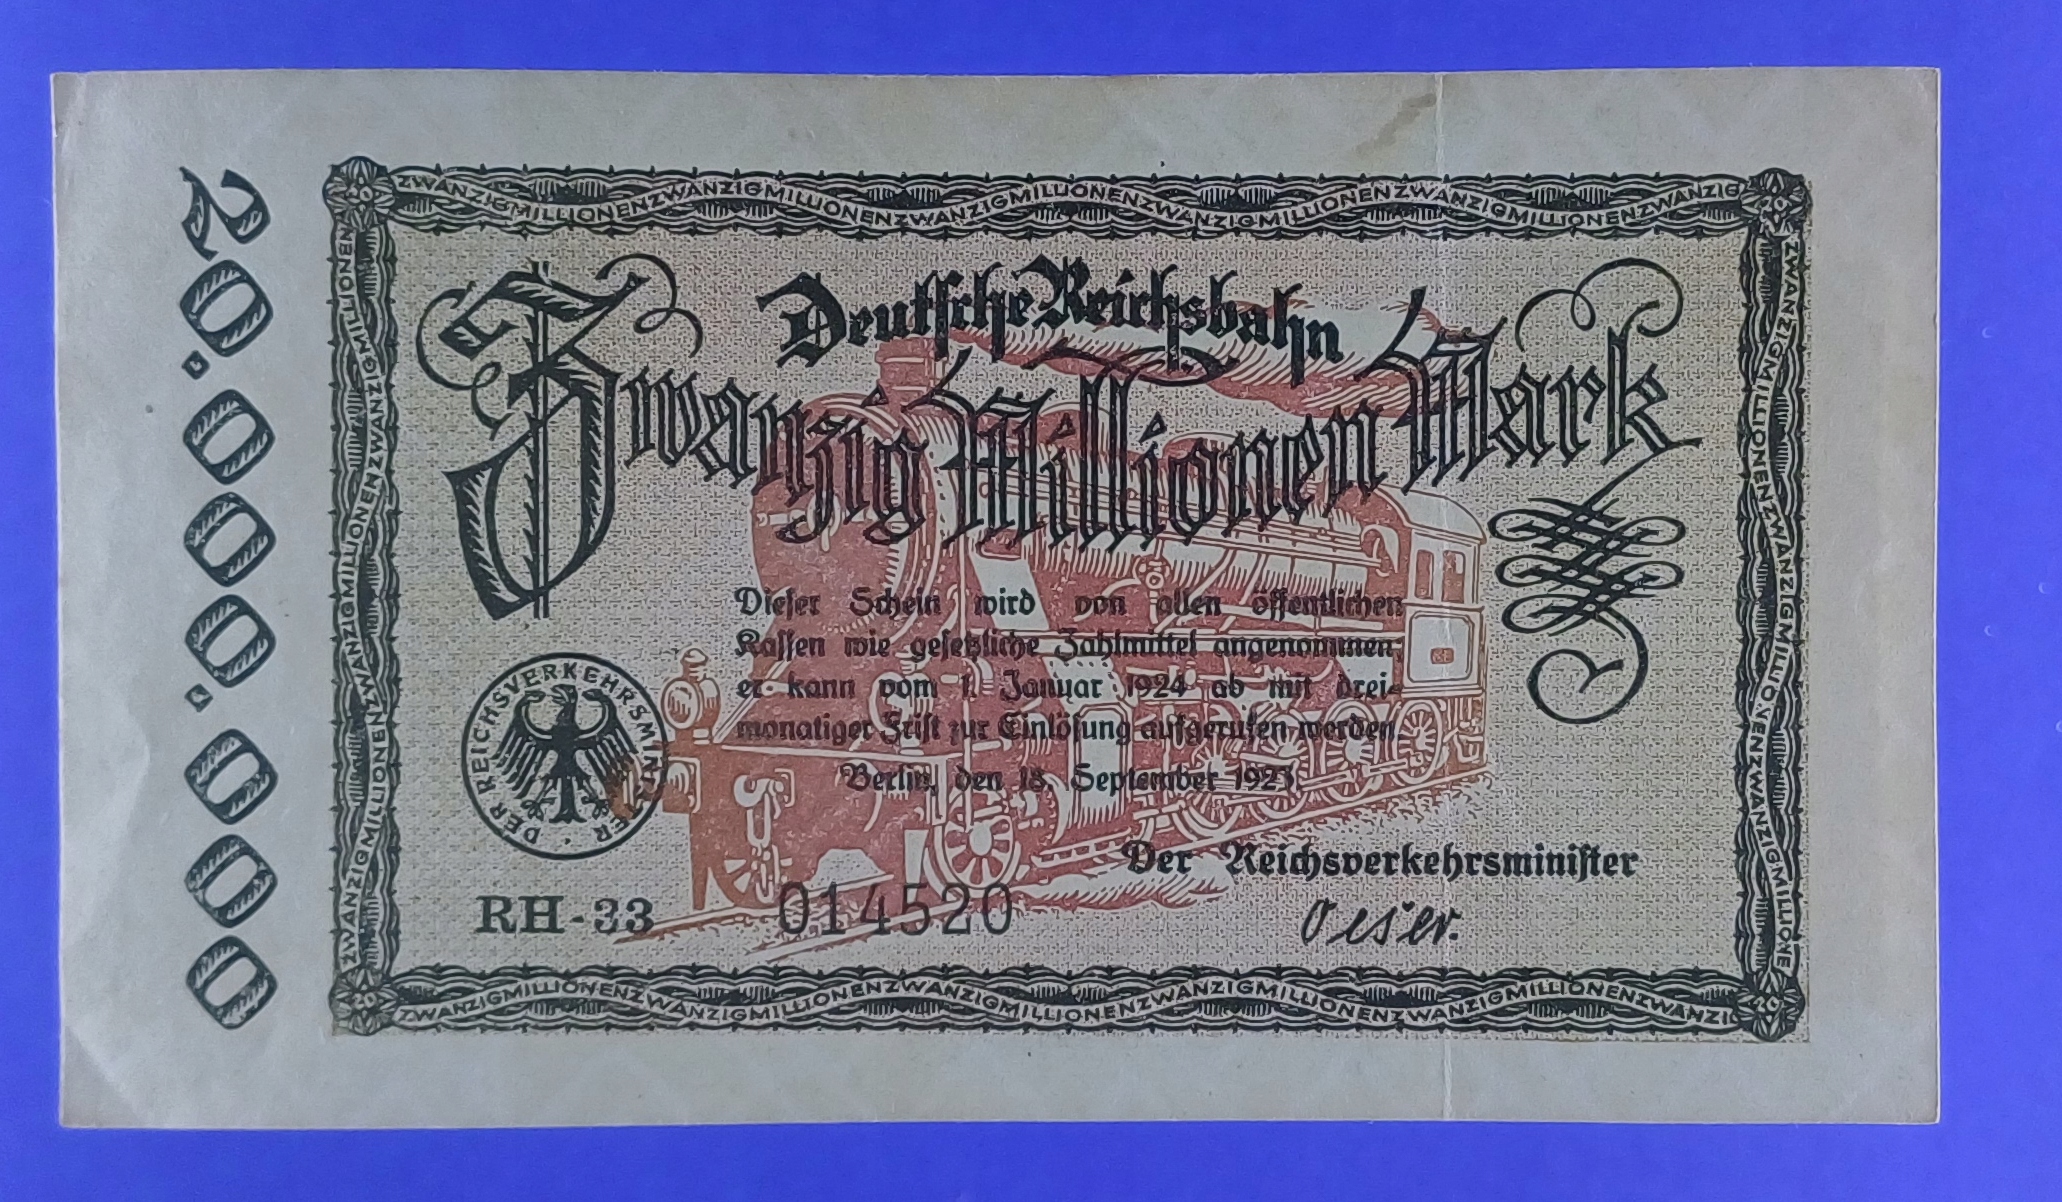 20.000.000
ZWANZIGMILLIONENZWANZIGMILLIONENZWANZIGMILLIONENZWANZIGMILLIONENZWANZIGMILLIONENZWANZIG
Deutsche Reichsbahn
Zwanzig Millionen Mark
Dieser Schein wird von allen öffentlichen
Kassen wie gesetzliche Zahlmittel angenommen;
er kann vom 1. Januar 1924 ab mit drei-
monatiger Frist zur Einlösung aufgerufen werden.
Berlin, den 18. September 1923.
DER REICHSVERKEHRSMINISTER
Der Reichsverkehrsminister
RH-33 014520
Oeser.
ZWANZIGMILLIONENZWANZIGMILLIONENZWANZIGMILLIONENZWANZIGMILLIONENZWANZIGMILLIONENZWANZIG